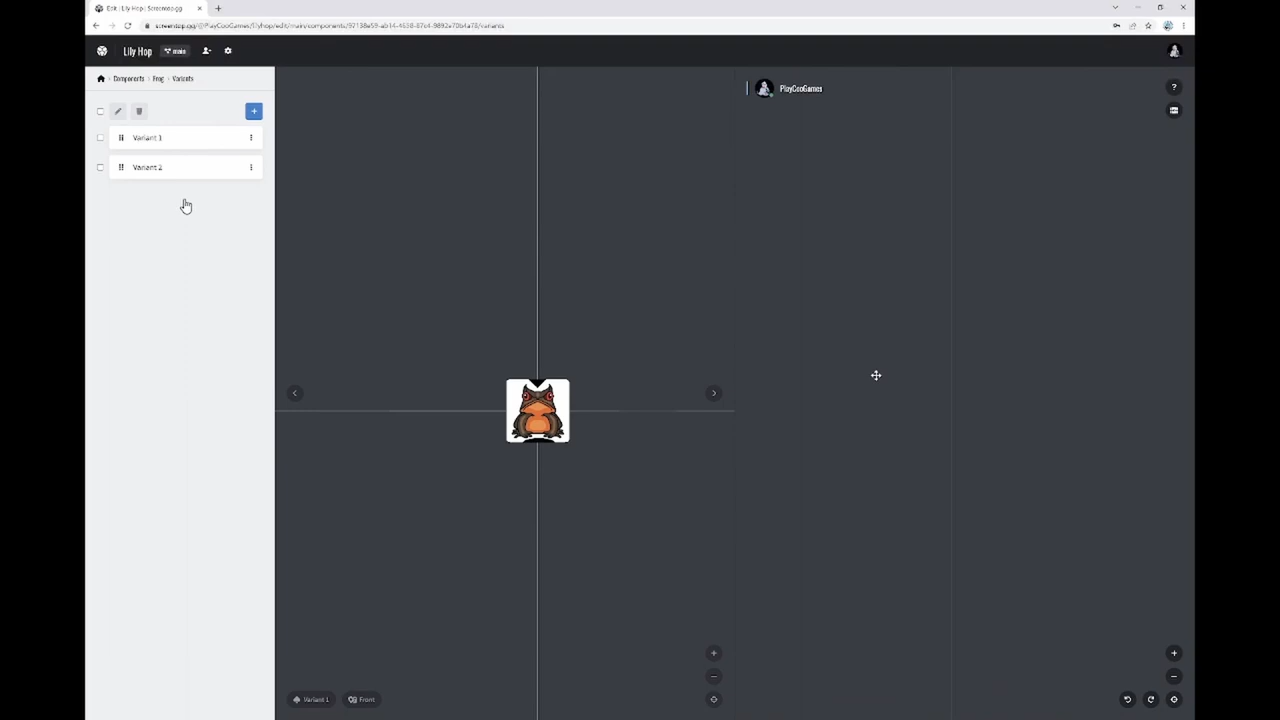 Edit | Lily Hop | Screentop.gg
Lily Hop
main
Components › Frog › Variants
PlayCooGames
?
Variant 1
Variant 2
Variant 1
Front